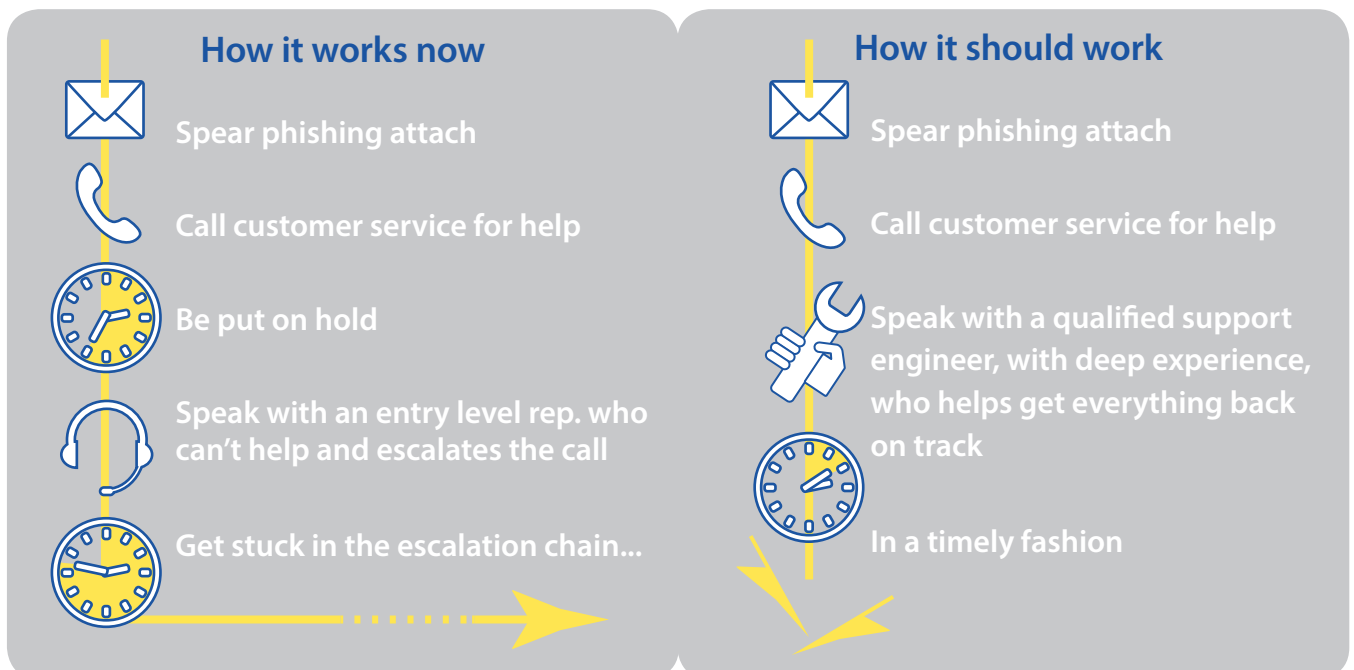 How it works now
Spear phishing attach
Call customer service for help
Be put on hold
Speak with an entry level rep. who
can't help and escalates the call
Get stuck in the escalation chain...
How it should work
Spear phishing attach
Call customer service for help
Speak with a qualified support
engineer, with deep experience,
who helps get everything back
on track
In a timely fashion